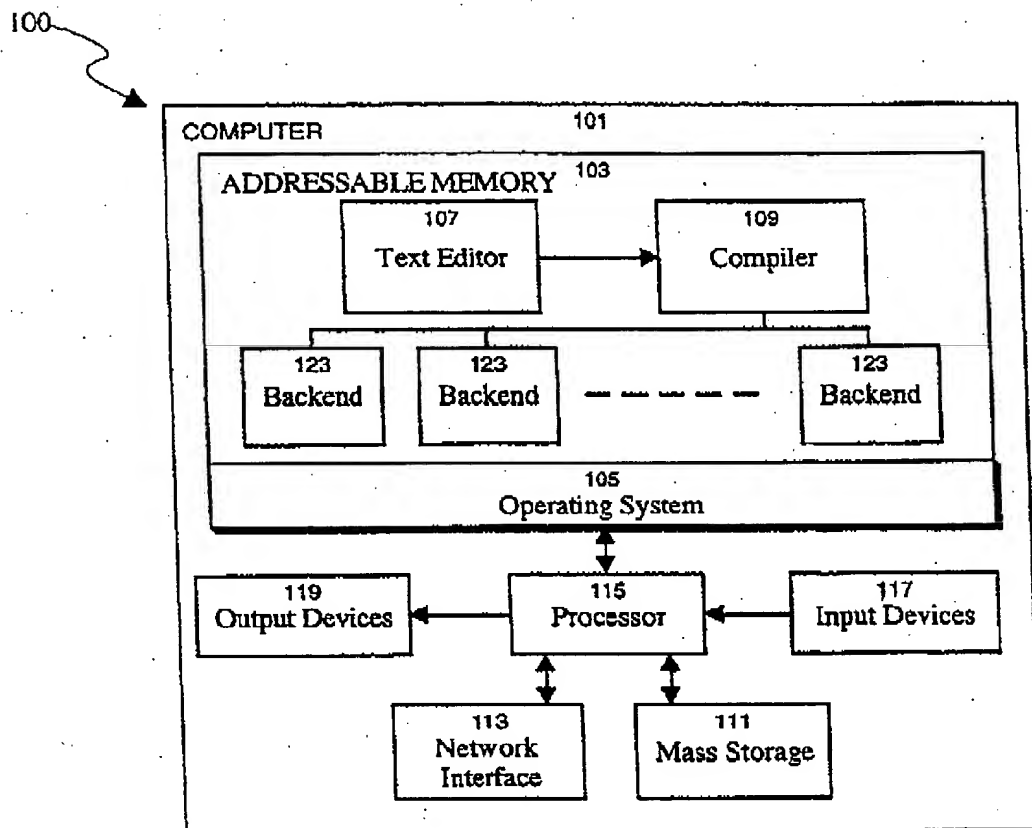 100
COMPUTER
101
ADDRESSABLE MEMORY
103
107
Text Editor
109
Compiler
123
Backend
123
Backend
123
Backend
105
Operating System
119
Output Devices
115
Processor
117
Input Devices
113
Network
Interface
111
Mass Storage